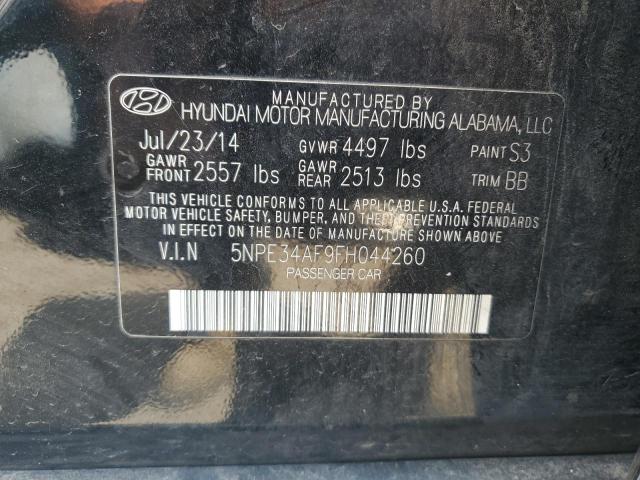 MANUFACTURED BY
HYUNDAI MOTOR MANUFACTURING ALABAMA, LLC
Jul/23/14 GVWR 4497 lbs PAINT S3
GAWR FRONT 2557 lbs GAWR REAR 2513 lbs TRIM BB
THIS VEHICLE CONFORMS TO ALL APPLICABLE U.S.A. FEDERAL
MOTOR VEHICLE SAFETY, BUMPER, AND THEFT PREVENTION STANDARDS
IN EFFECT ON THE DATE OF MANUFACTURE SHOWN ABOVE.
V.I.N 5NPE34AF9FH044260
PASSENGER CAR